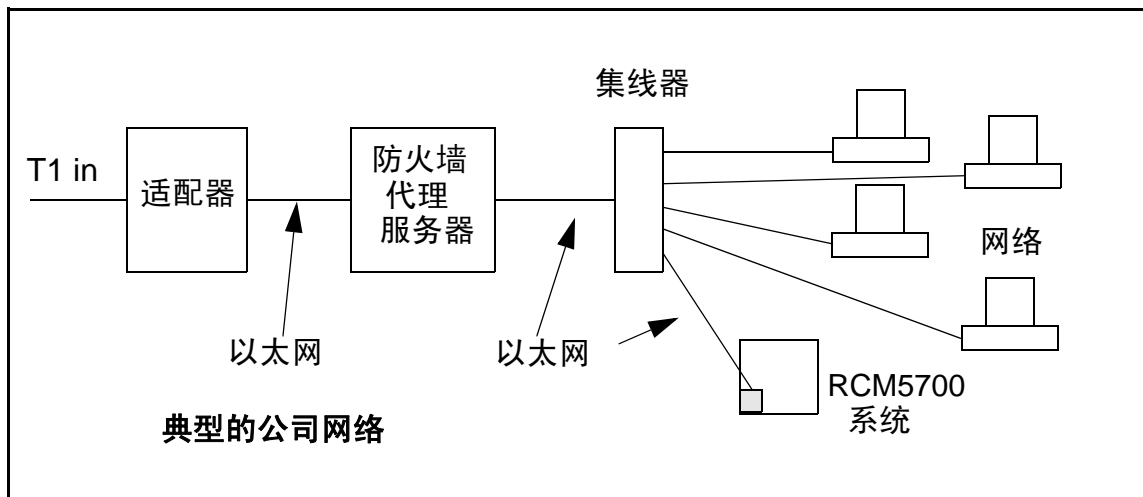 集线器
T1 in
适配器
防火墙
代理
服务器
网络
以太网
以太网
RCM5700
系统
典型的公司网络